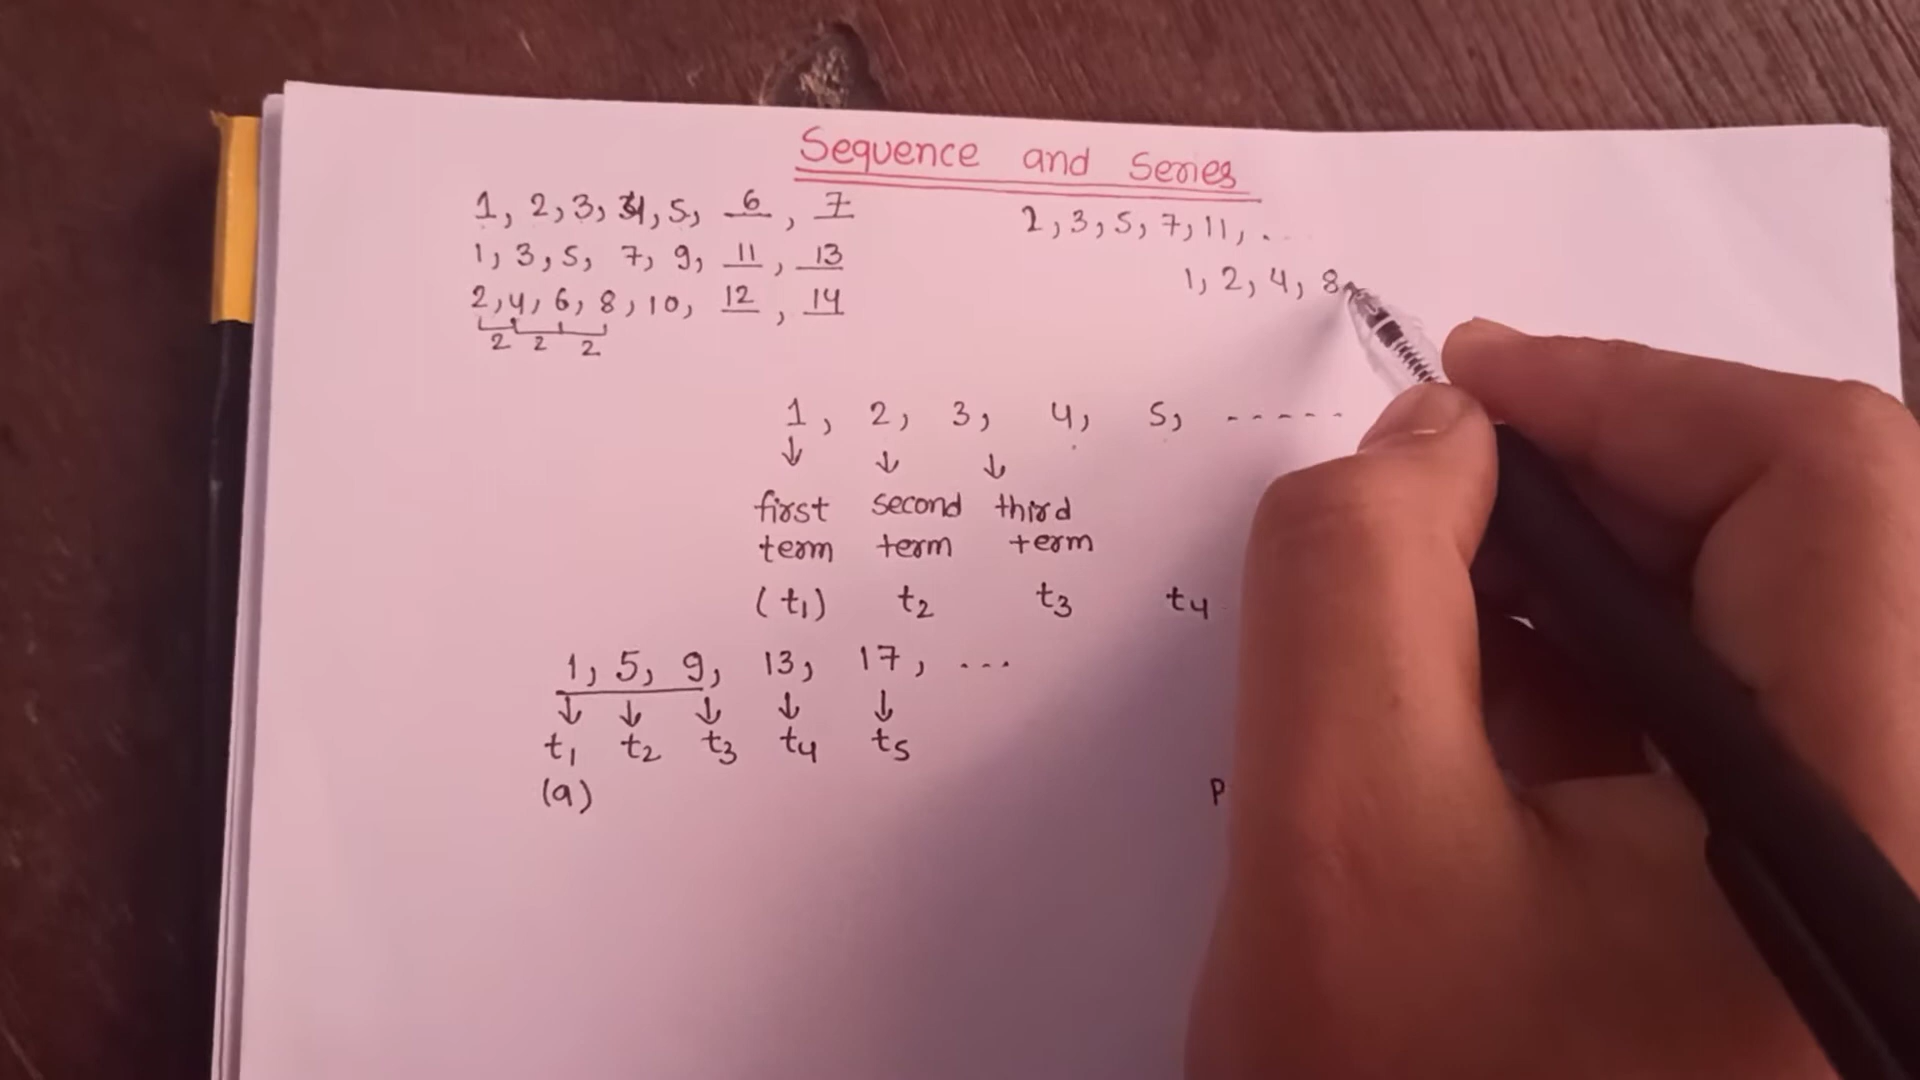 Sequence and Series
1, 2, 3, 4, 5, 6, 7
2, 3, 5, 7, 11, ..
1, 3, 5, 7, 9, 11, 13
1, 2, 4, 8
2, 4, 6, 8, 10, 12, 14
2 2 2
1, 2, 3, 4, 5, -----
↓ ↓ ↓
first second third
term term term
(t1) t2 t3 t4
1, 5, 9, 13, 17, ...
↓ ↓ ↓ ↓ ↓
t1 t2 t3 t4 t5
(a)